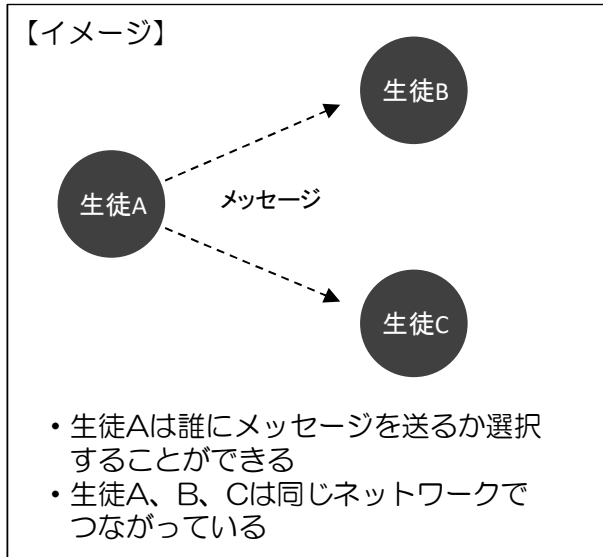 【イメージ】
生徒B
生徒A
メッセージ
生徒C
・生徒Aは誰にメッセージを送るか選択
することができる
・生徒A、B、Cは同じネットワークで
つながっている